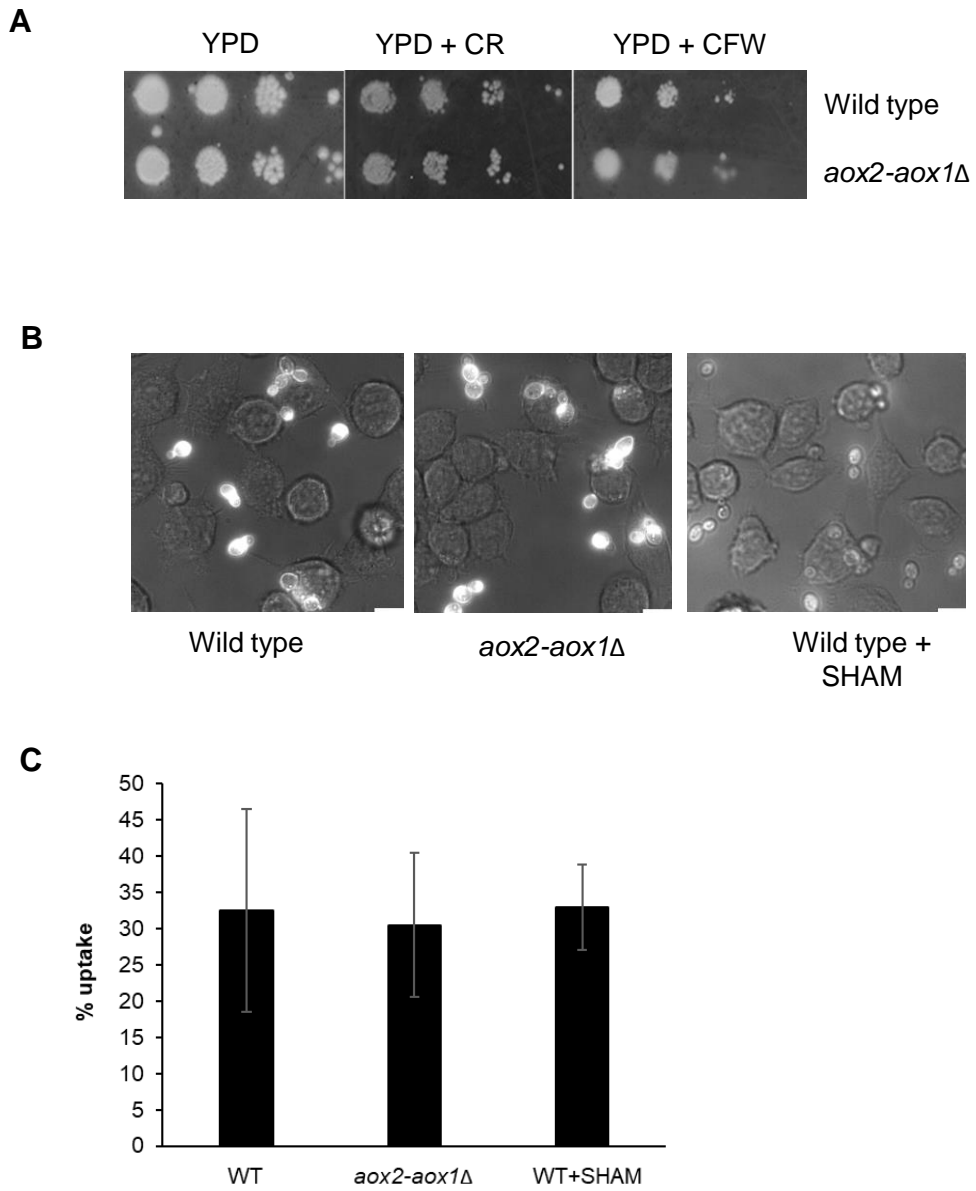 A
YPD YPD + CR YPD + CFW
Wild type
aox2-aox1Δ
B
Wild type aox2-aox1Δ Wild type +
SHAM
C
50
45
40
35
30
25
20
15
10
5
0
% uptake
WT aox2-aox1Δ WT+SHAM